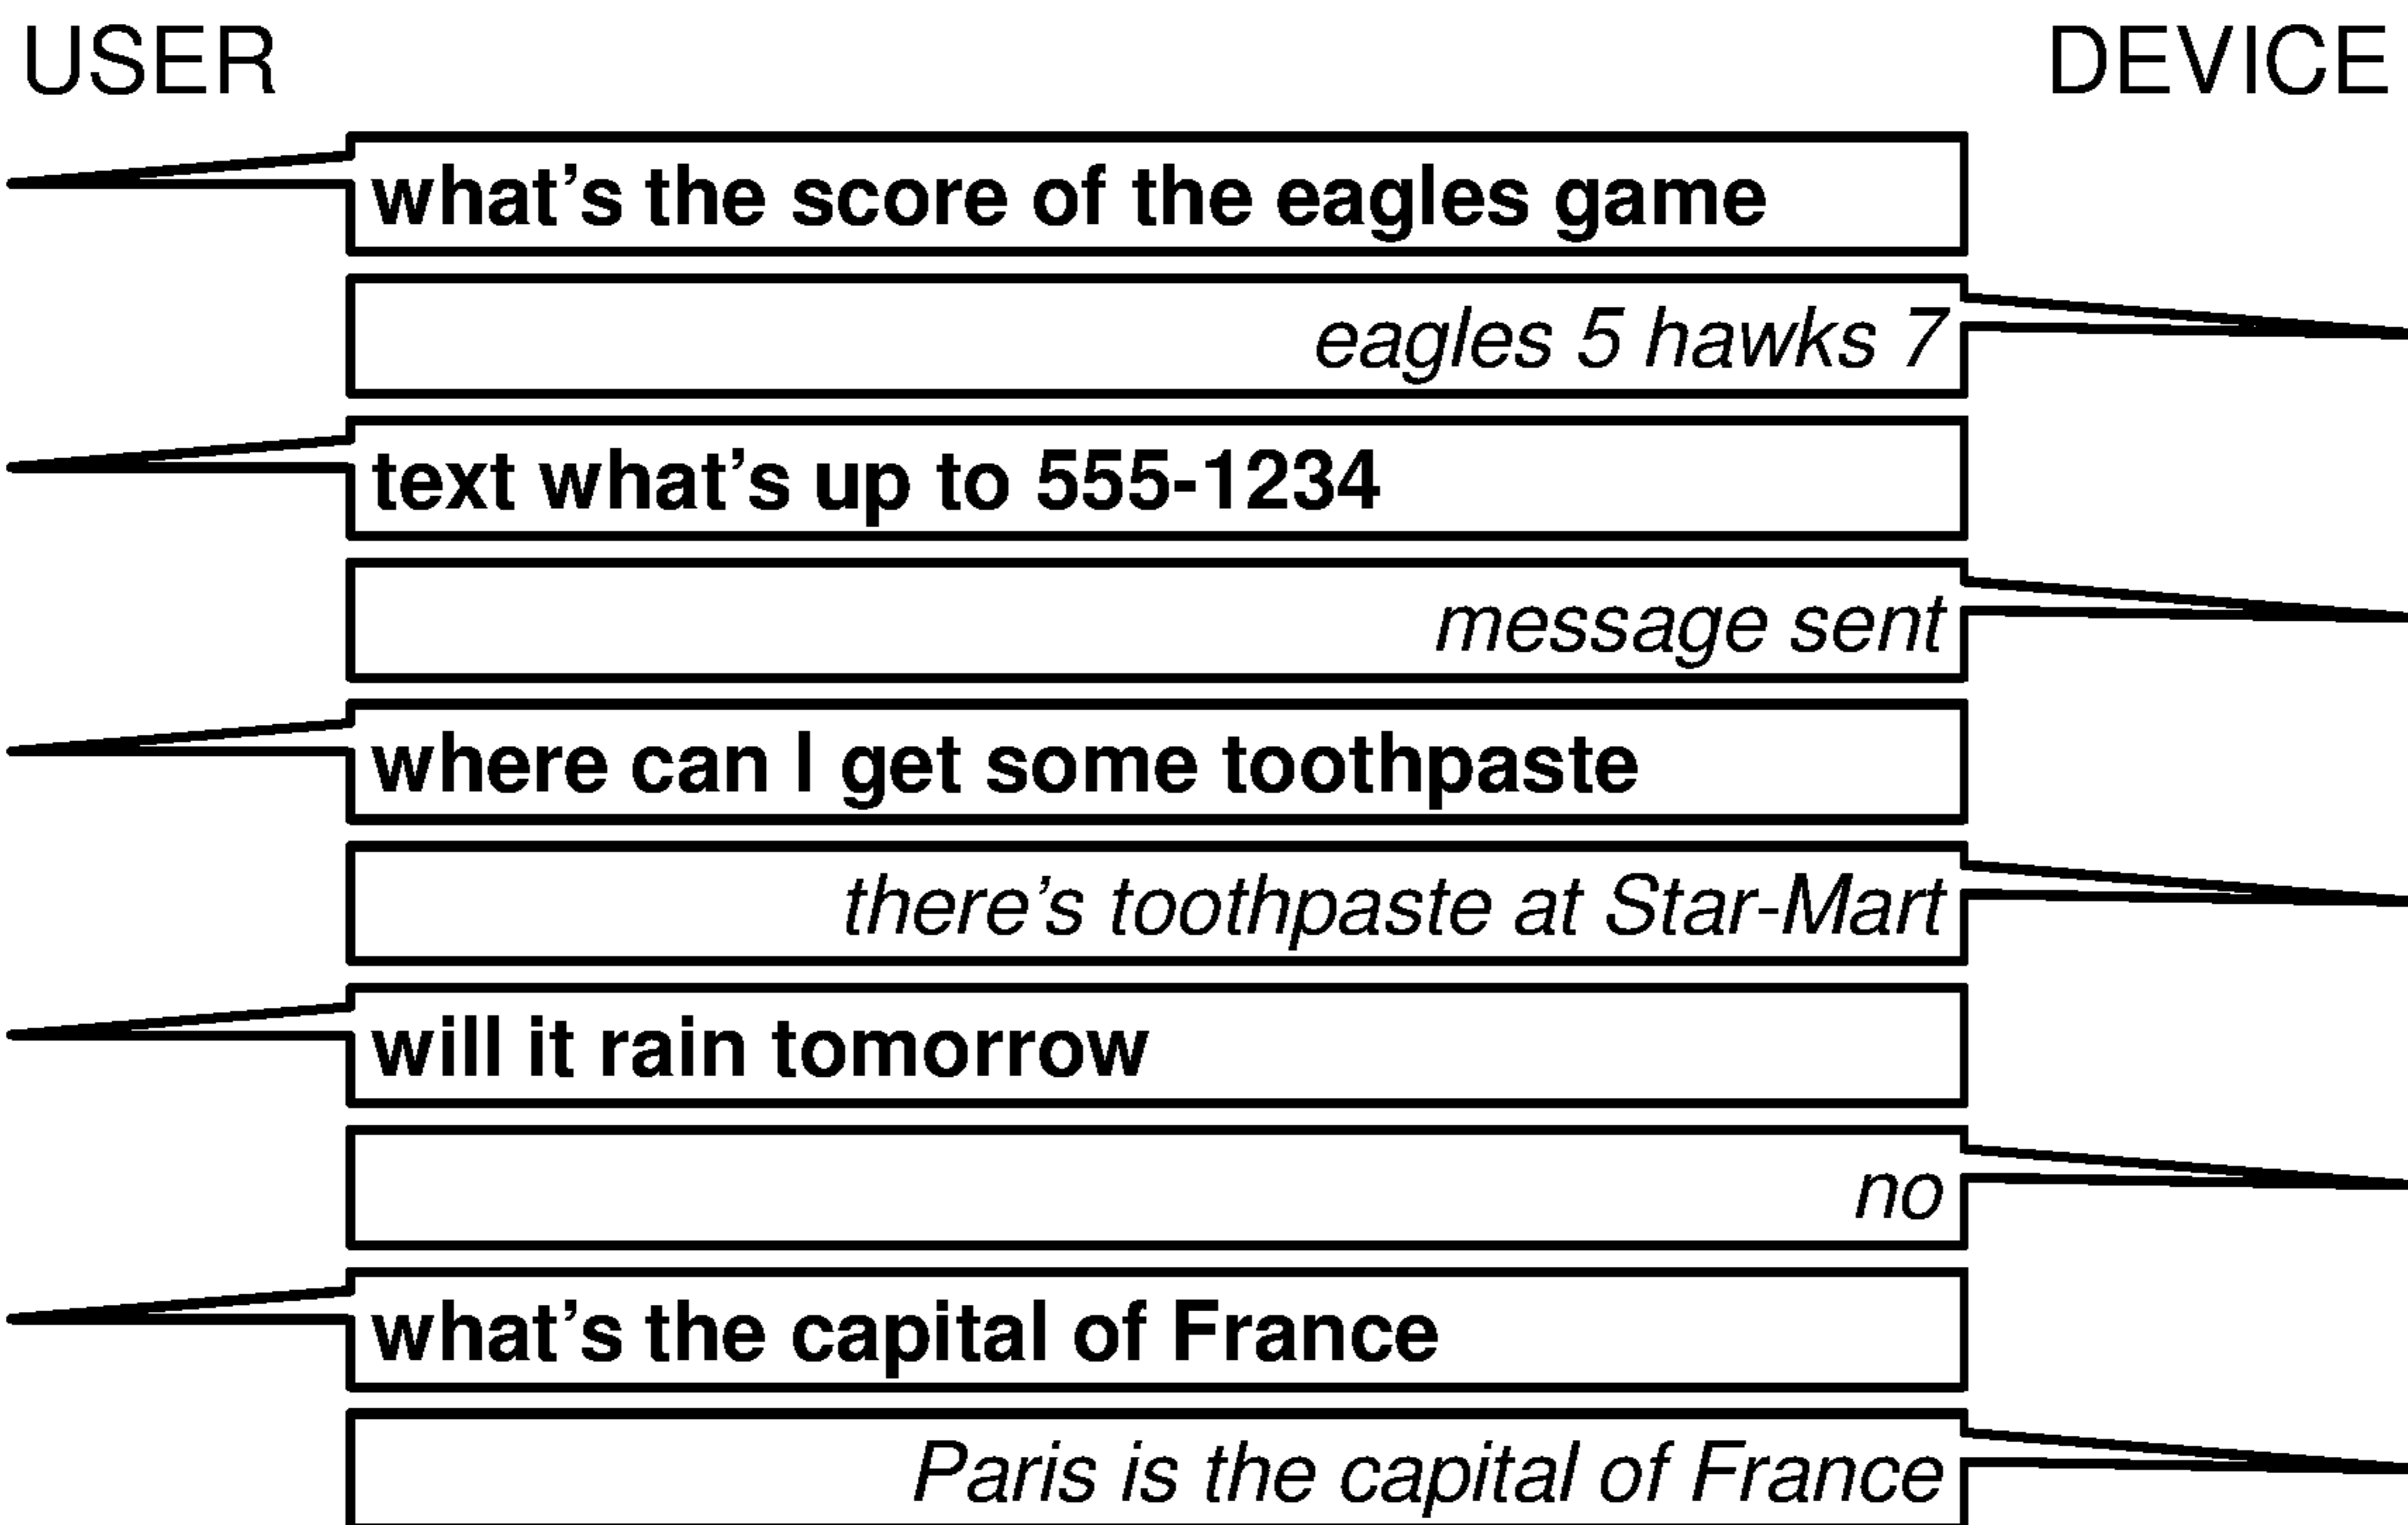 USER DEVICE
what’s the score of the eagles game
eagles 5 hawks 7
text what’s up to 555-1234
message sent
where can I get some toothpaste
there’s toothpaste at Star-Mart
will it rain tomorrow
no
what’s the capital of France
Paris is the capital of France